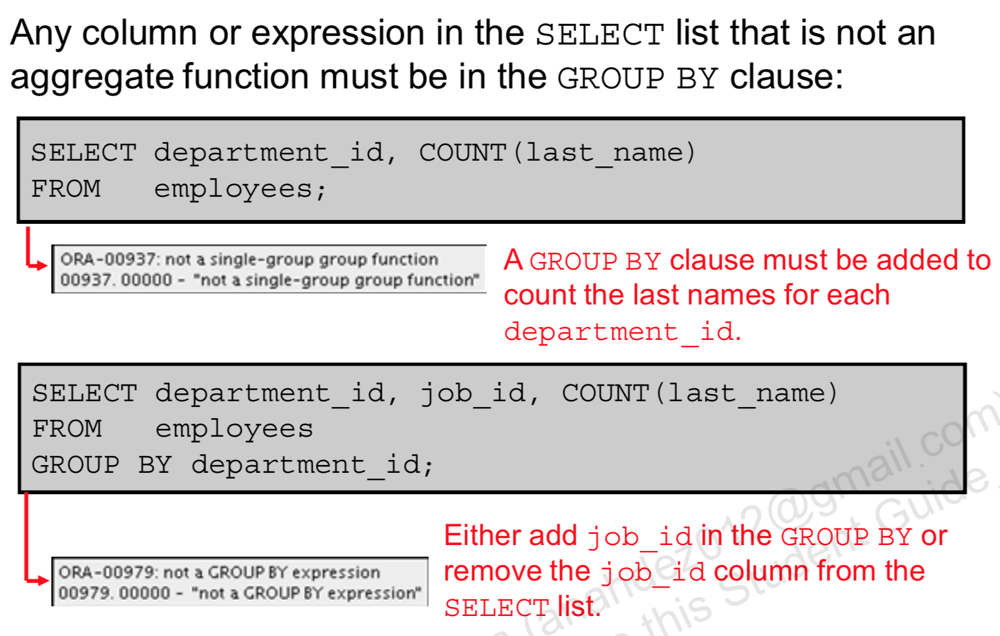 Any column or expression in the SELECT list that is not an
aggregate function must be in the GROUP BY clause:
SELECT department_id, COUNT(last_name)
FROM   employees;
ORA-00937: not a single-group group function
00937. 00000 - "not a single-group group function"
A GROUP BY clause must be added to
count the last names for each
department_id.
SELECT department_id, job_id, COUNT(last_name)
FROM   employees
GROUP BY department_id;
ORA-00979: not a GROUP BY expression
00979. 00000 - "not a GROUP BY expression"
Either add job_id in the GROUP BY or
remove the job_id column from the
SELECT list.
this Student Guide